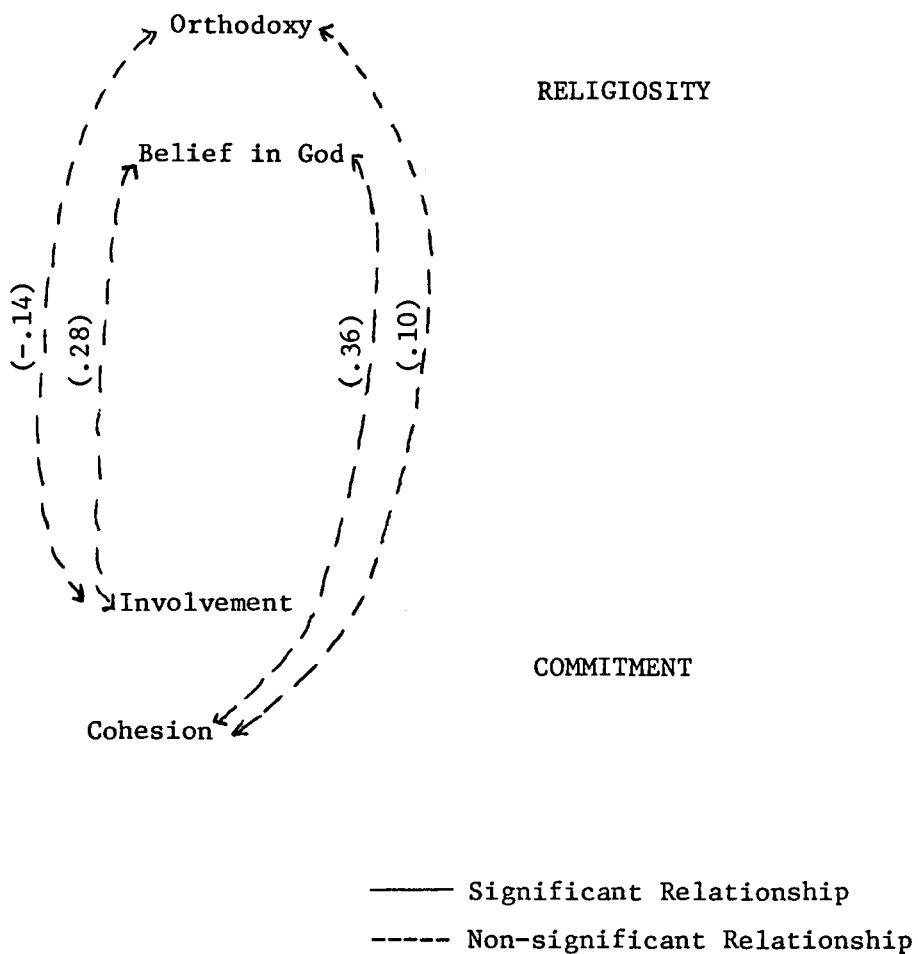 Orthodoxy
RELIGIOSITY
Belief in God
(-.14)
(.28)
(.36)
(.10)
Involvement
COMMITMENT
Cohesion
Significant Relationship
Non-significant Relationship